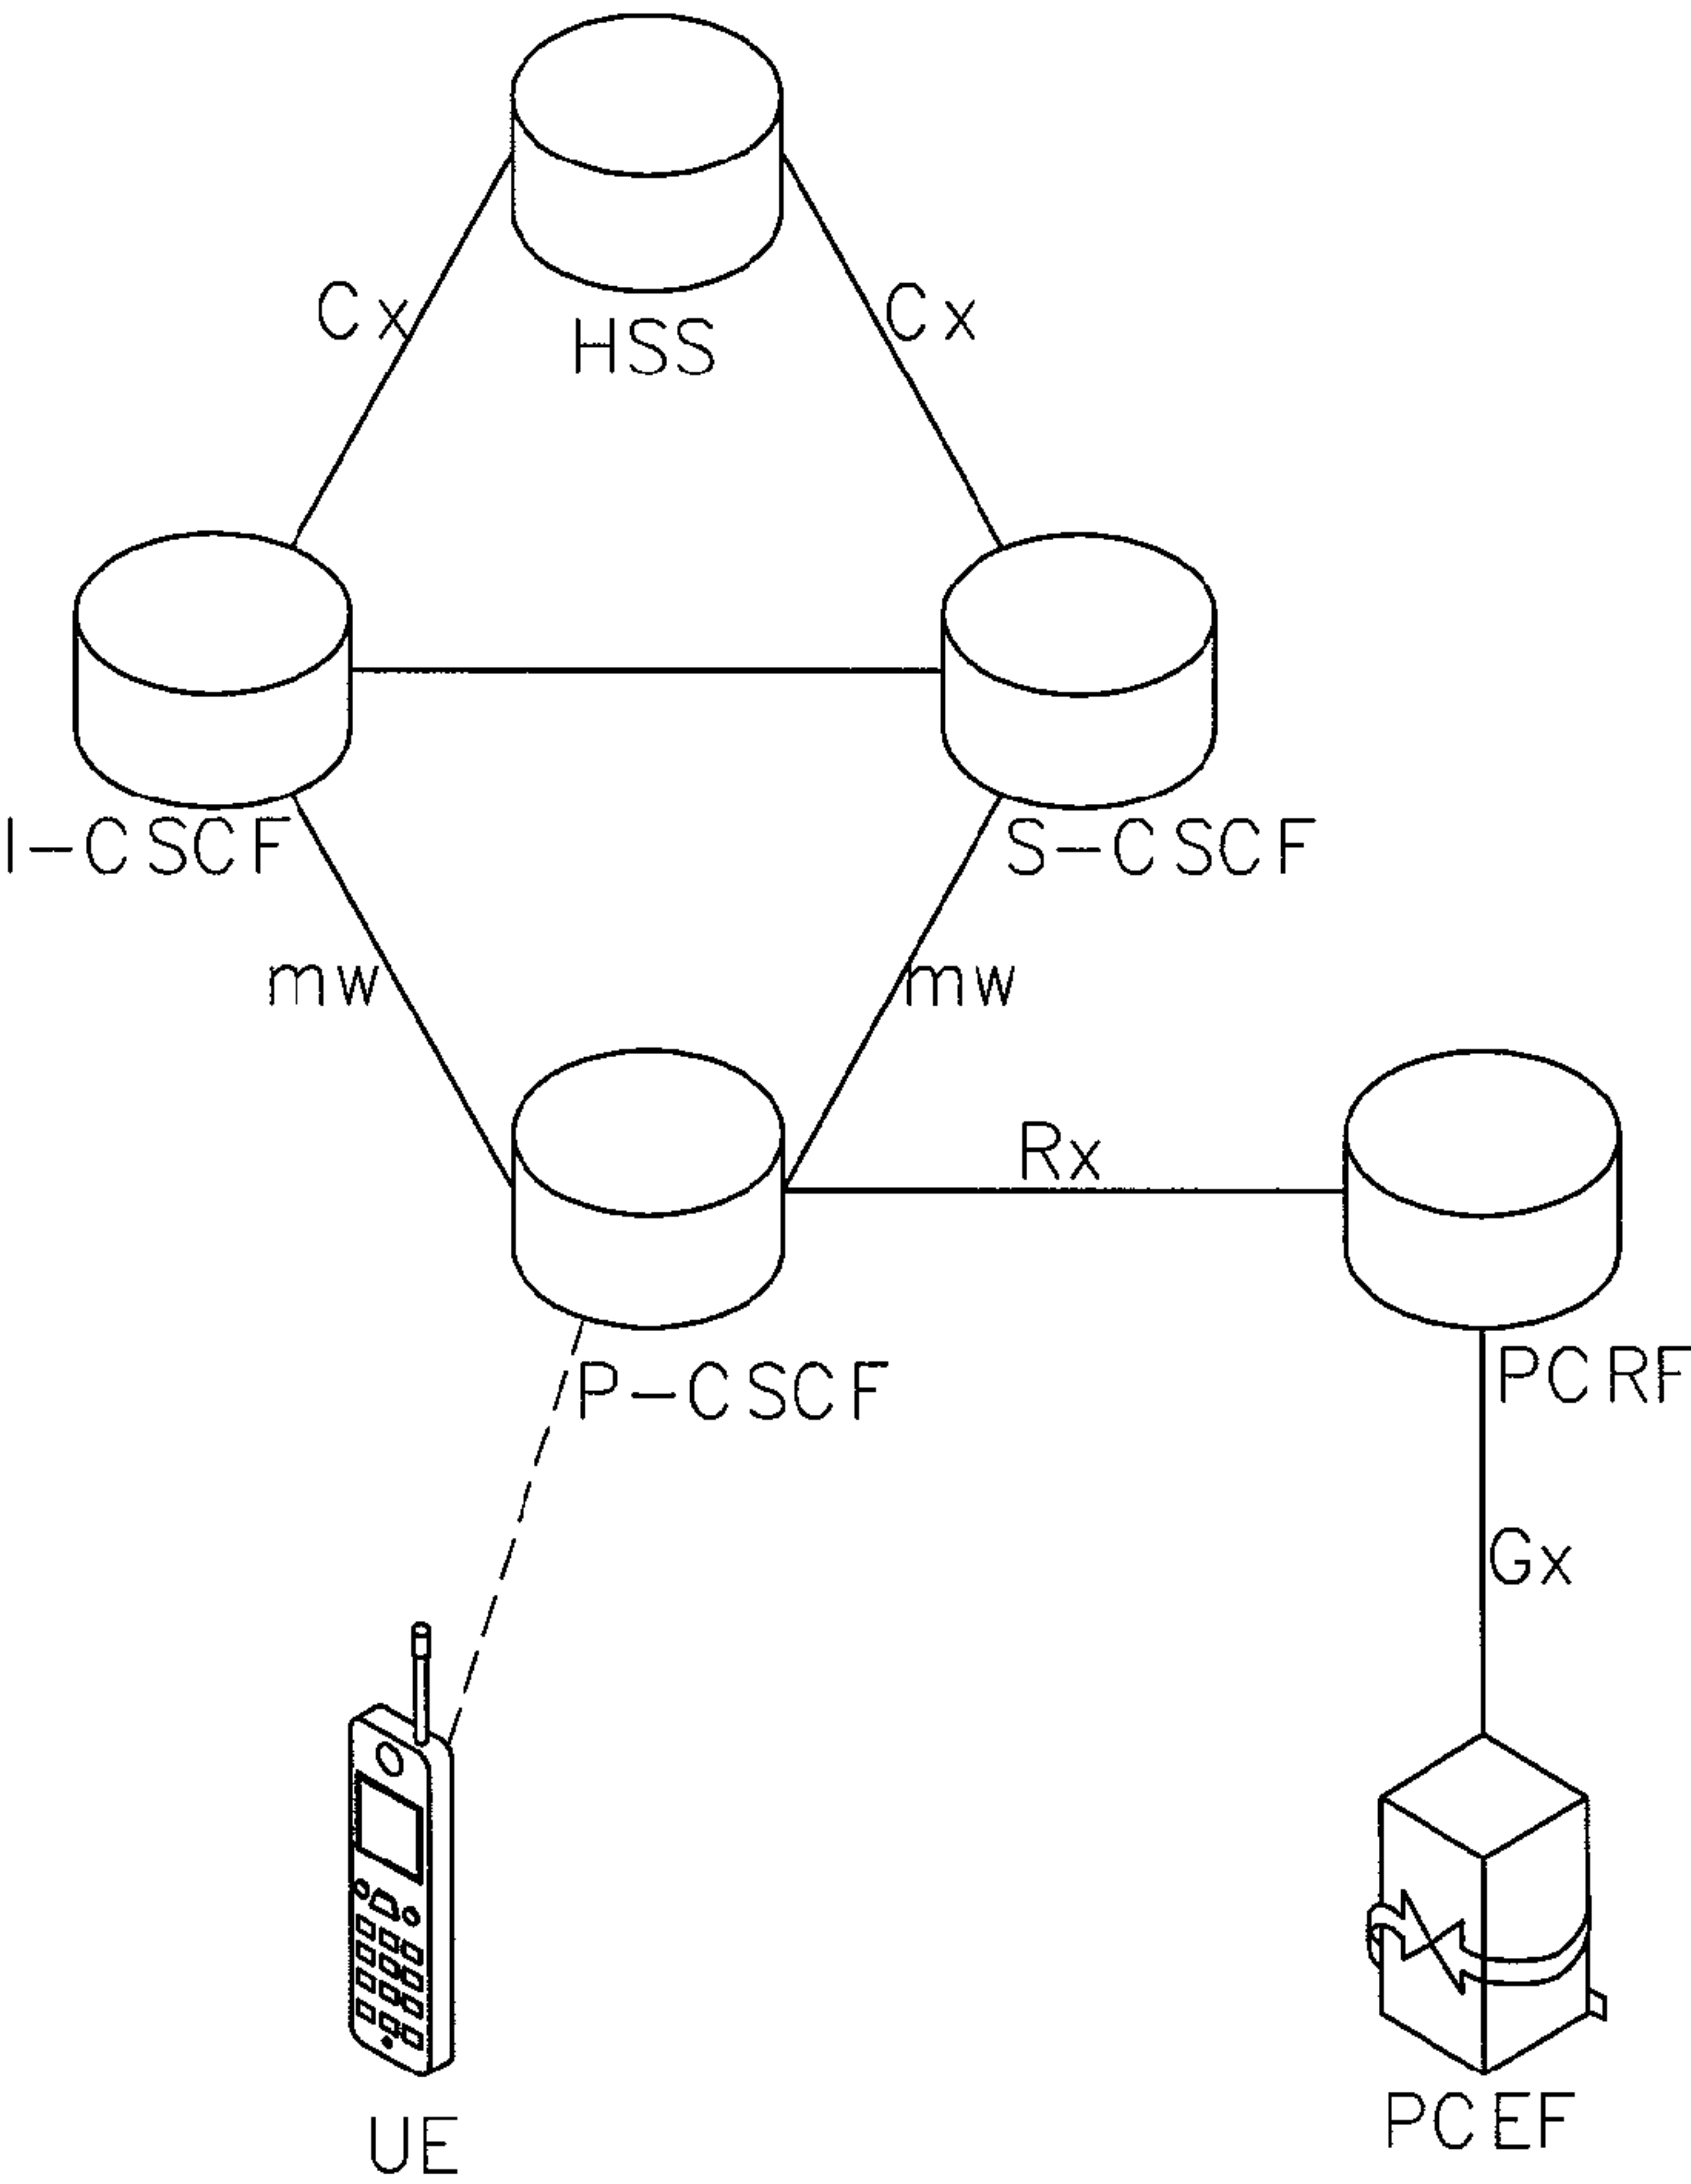 Cx
Cx
HSS
I-CSCF
S-CSCF
mw
mw
Rx
P-CSCF
PCRF
Gx
UE
PCEF